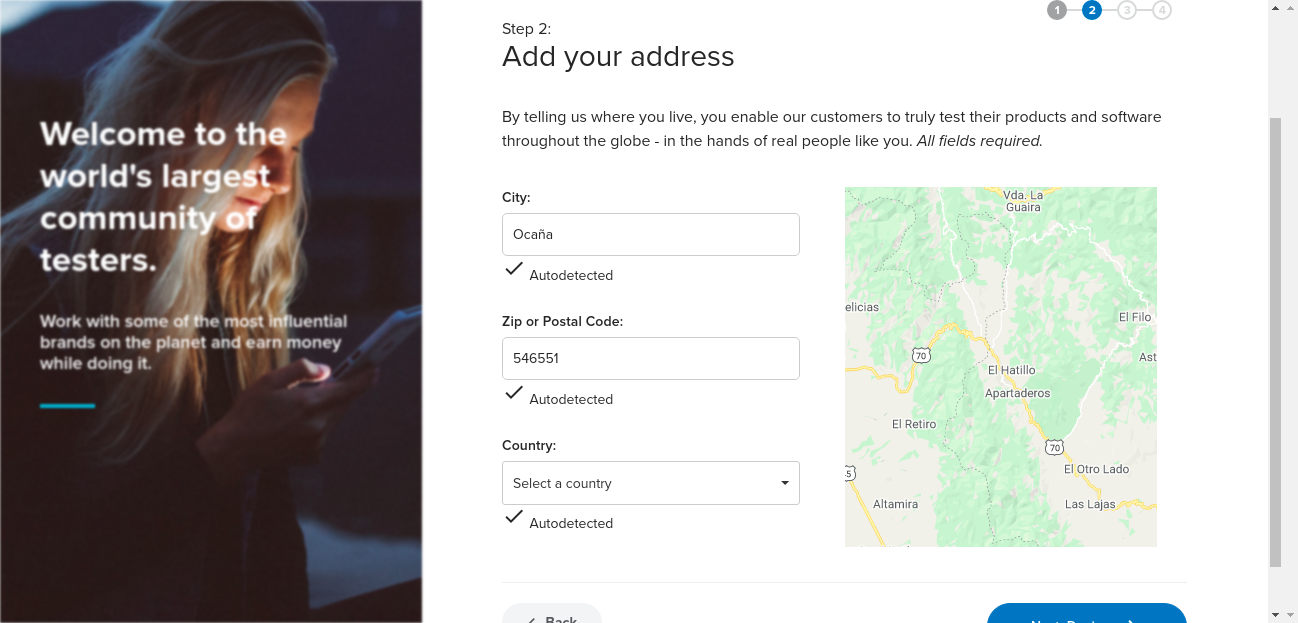 Welcome to the
world's largest
community of
testers.
Work with some of the most influential
brands on the planet and earn money
while doing it.
1 2 3 4
Step 2:
Add your address
By telling us where you live, you enable our customers to truly test their products and software
throughout the globe - in the hands of real people like you. All fields required.
City:
Ocaña
Autodetected
Zip or Postal Code:
546551
Autodetected
Country:
Select a country
Autodetected
Vda. La
Guaira
elicias
El Filo
70
Ast
El Hatillo
Apartaderos
El Retiro
70
El Otro Lado
5
Altamira
Las Lajas
Back